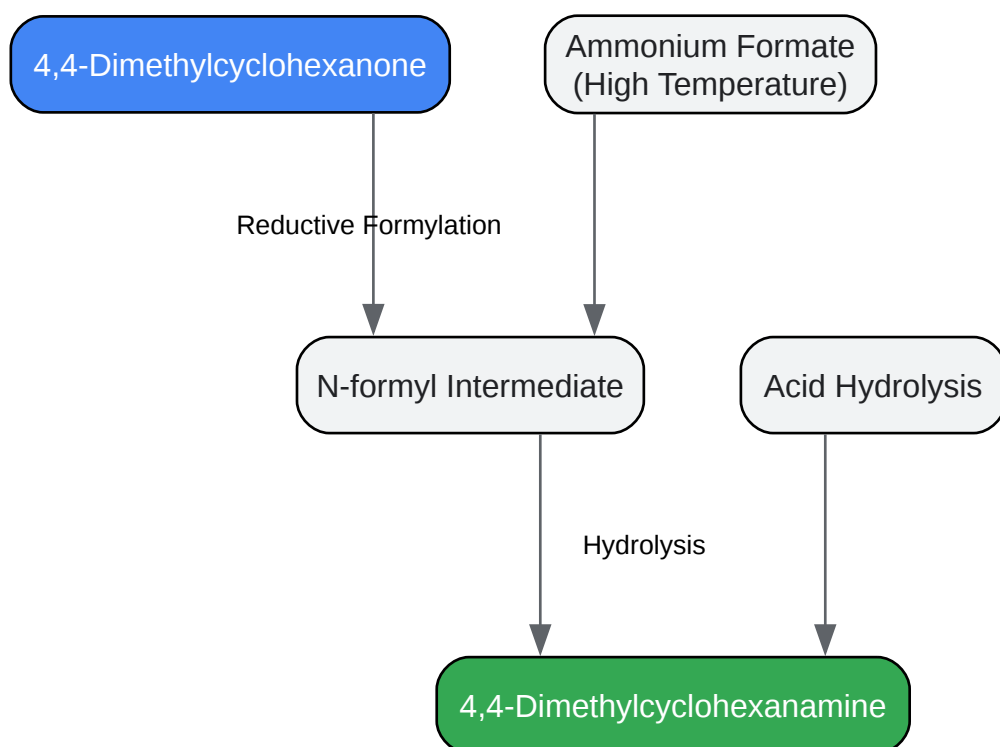 4,4-Dimethylcyclohexanone
Ammonium Formate
(High Temperature)
Reductive Formylation
N-formyl Intermediate
Acid Hydrolysis
Hydrolysis
4,4-Dimethylcyclohexanamine